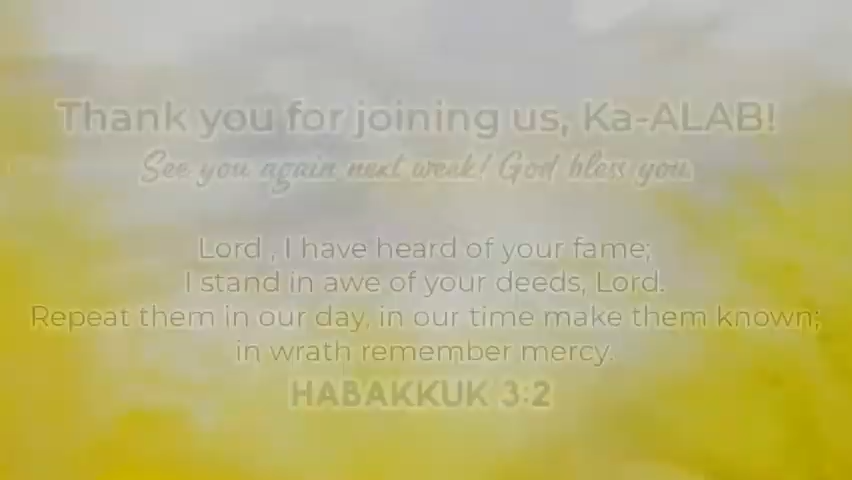 Thank you for joining us, Ka-ALAB!
See you again next week! God bless you.
Lord , I have heard of your fame;
I stand in awe of your deeds, Lord.
Repeat them in our day, in our time make them known;
in wrath remember mercy.
HABAKKUK 3:2